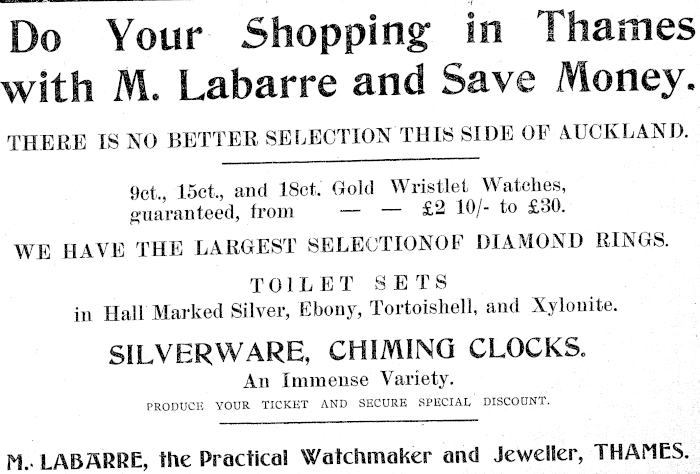 Do Your Shopping in Thames
with M. Labarre and Save Money.
THERE IS NO BETTER SELECTION THIS SIDE OF AUCKLAND.
9ct., 15ct., and 18ct. Gold Wristlet Watches,
guaranteed, from — — £2 10/- to £30.
WE HAVE THE LARGEST SELECTIONOF DIAMOND RINGS.
TOILET SETS
in Hall Marked Silver, Ebony, Tortoishell, and Xylonite.
SILVERWARE, CHIMING CLOCKS.
An Immense Variety.
PRODUCE YOUR TICKET AND SECURE SPECIAL DISCOUNT.
M. LABARRE, the Practical Watchmaker and Jeweller, THAMES.